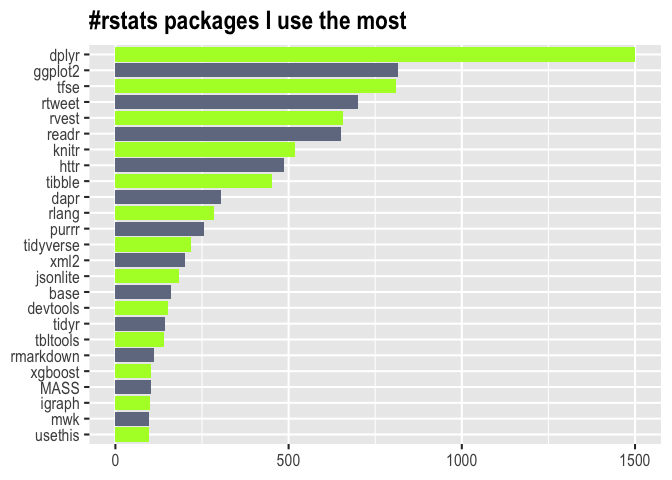 #rstats packages I use the most
dplyr
ggplot2
tfse
rtweet
rvest
readr
knitr
httr
tibble
dapr
rlang
purrr
tidyverse
xml2
jsonlite
base
devtools
tidyr
tbltools
rmarkdown
xgboost
MASS
igraph
mwk
usethis
0 500 1000 1500